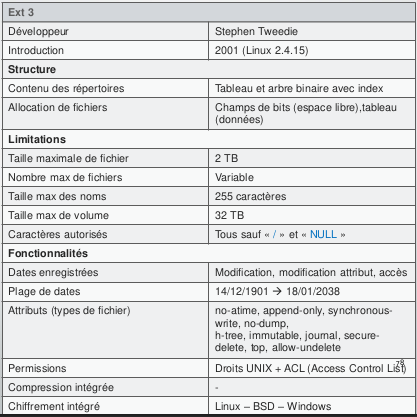 Ext 3
Développeur Stephen Tweedie
Introduction 2001 (Linux 2.4.15)
Structure
Contenu des répertoires Tableau et arbre binaire avec index
Allocation de fichiers Champs de bits (espace libre),tableau
(données)
Limitations
Taille maximale de fichier 2 TB
Nombre max de fichiers Variable
Taille max des noms 255 caractères
Taille max de volume 32 TB
Caractères autorisés Tous sauf « / » et « NULL »
Fonctionnalités
Dates enregistrées Modification, modification attribut, accès
Plage de dates 14/12/1901 → 18/01/2038
Attributs (types de fichier) no-atime, append-only, synchronous-
write, no-dump,
h-tree, immutable, journal, secure-
delete, top, allow-undelete
78
Permissions Droits UNIX + ACL (Access Control List)
Compression intégrée -
Chiffrement intégré Linux – BSD – Windows